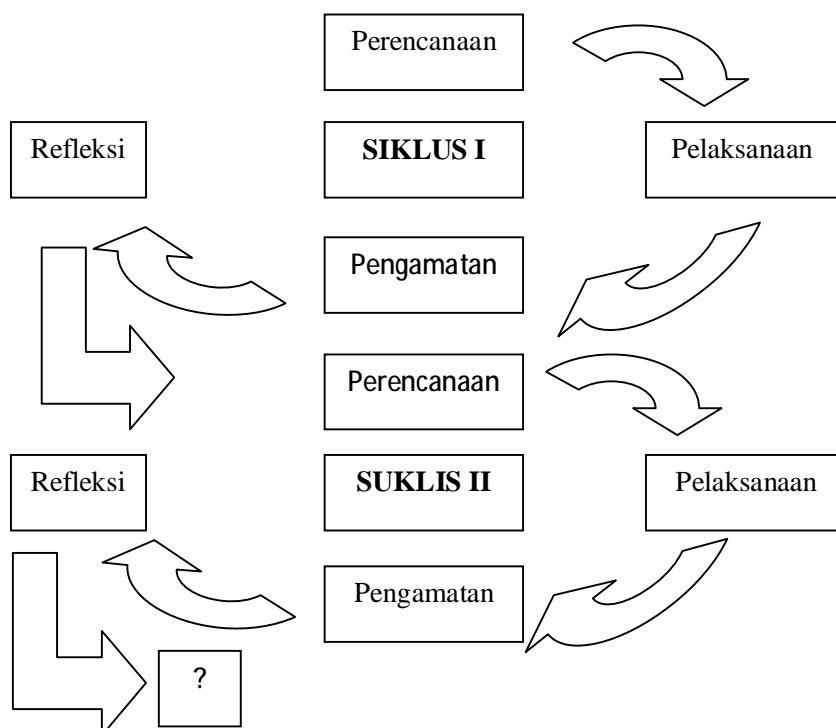 Perencanaan
Refleksi
SIKLUS I
Pelaksanaan
Pengamatan
Perencanaan
Refleksi
SUKLIS II
Pelaksanaan
Pengamatan
?